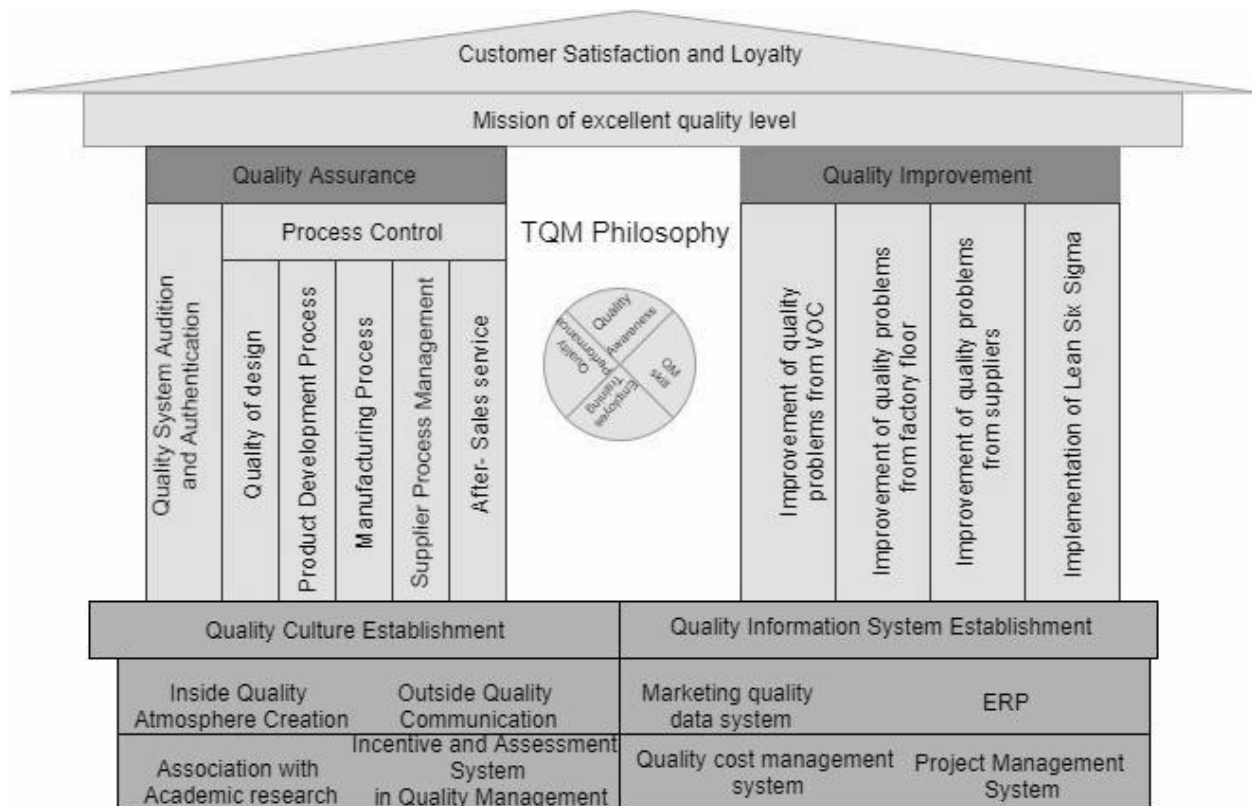 Customer Satisfaction and Loyalty
Mission of excellent quality level
Quality Assurance
Quality Improvement
Process Control
TQM Philosophy
Quality System Audition
and Authentication
Quality of design
Product Development Process
Manufacturing Process
Supplier Process Management
After- Sales service
Quality
Awareness
Quality
Performance
QM
Employee
Training
Improvement of quality
problems from VOC
Improvement of quality problems
from factory floor
Improvement of quality problems
from suppliers
Implementation of Lean Six Sigma
Quality Culture Establishment
Quality Information System Establishment
Inside Quality
Atmosphere Creation
Outside Quality
Communication
Marketing quality
data system
ERP
Association with
Academic research
Incentive and Assessment
System
in Quality Management
Quality cost management
system
Project Management
System